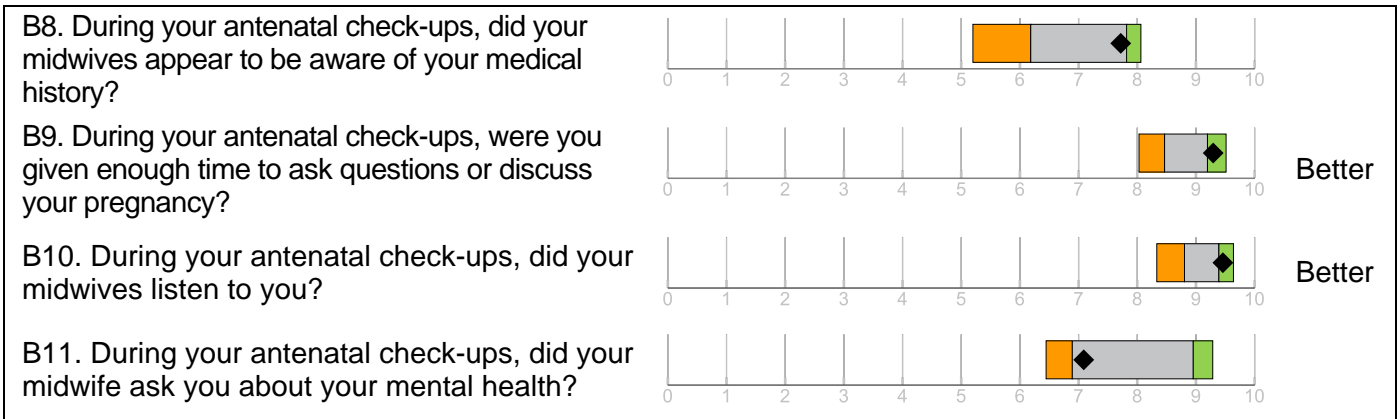 B8. During your antenatal check-ups, did your
midwives appear to be aware of your medical
history?
0 1 2 3 4 5 6 7 8 9 10
B9. During your antenatal check-ups, were you
given enough time to ask questions or discuss
your pregnancy?
0 1 2 3 4 5 6 7 8 9 10
Better
B10. During your antenatal check-ups, did your
midwives listen to you?
0 1 2 3 4 5 6 7 8 9 10
Better
B11. During your antenatal check-ups, did your
midwife ask you about your mental health?
0 1 2 3 4 5 6 7 8 9 10